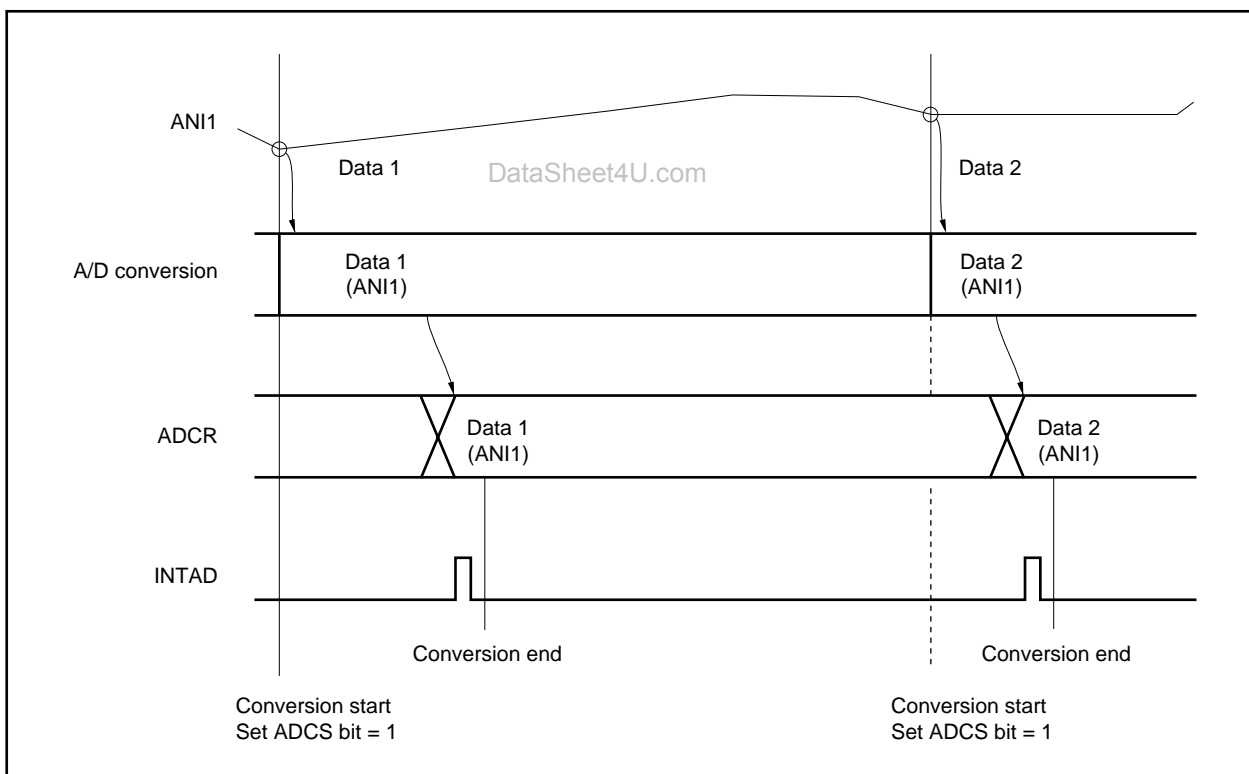 ANI1
Data 1
DataSheet4U.com
Data 2
A/D conversion
Data 1
(ANI1)
Data 2
(ANI1)
ADCR
Data 1
(ANI1)
Data 2
(ANI1)
INTAD
Conversion end
Conversion end
Conversion start
Set ADCS bit = 1
Conversion start
Set ADCS bit = 1